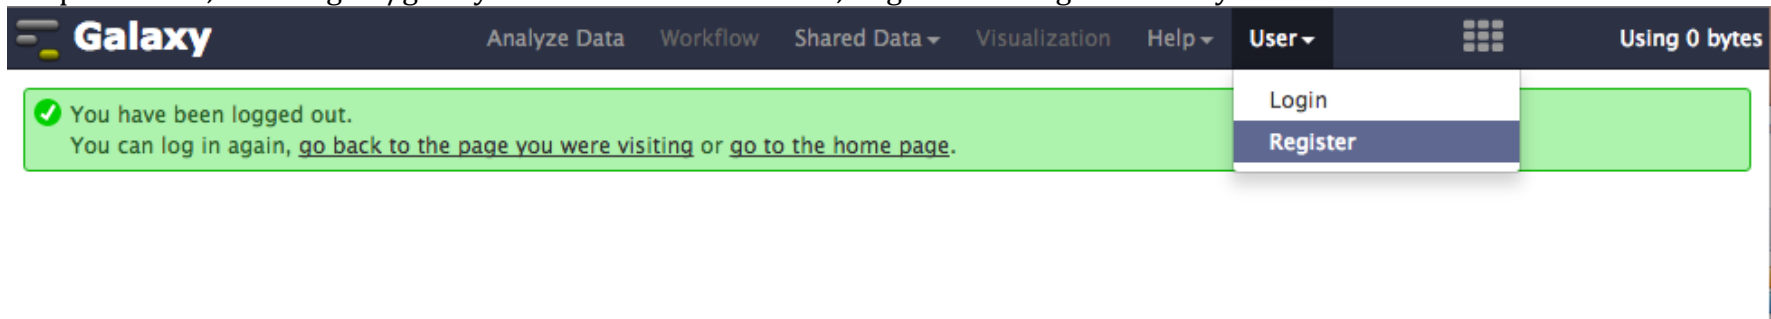 Galaxy Analyze Data Workflow Shared Data Visualization Help User Using 0 bytes
Login
Register
You have been logged out.
You can log in again, go back to the page you were visiting or go to the home page.